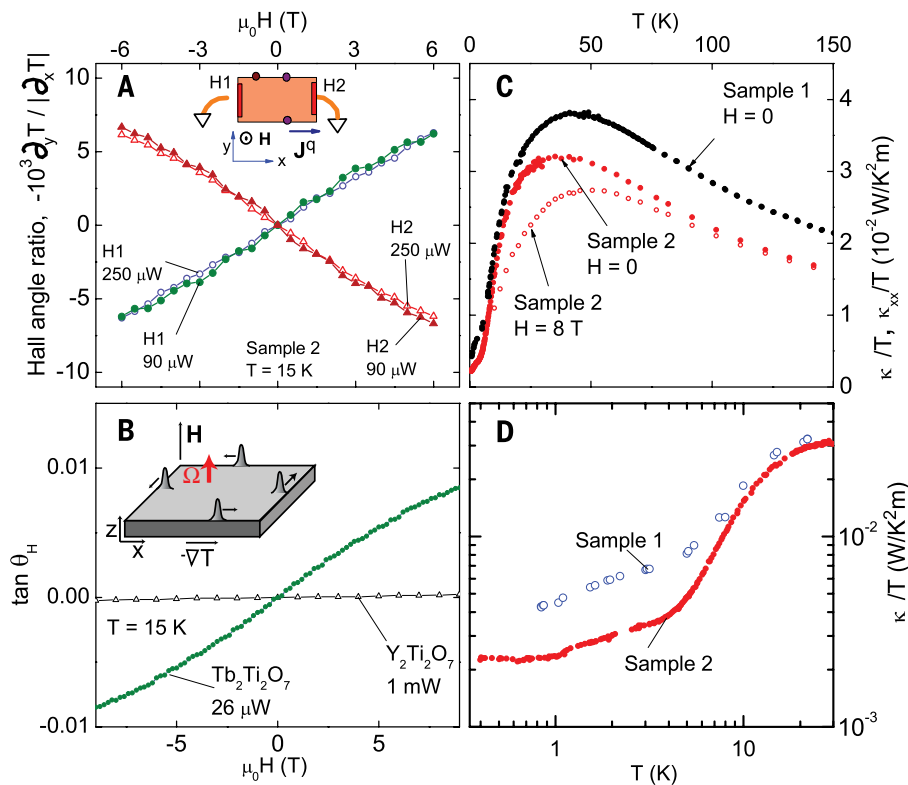 μ₀H (T)
-6 -3 0 3 6
10
5
0
-5
-10
Hall angle ratio, -10³ ∂yT / |∂xT|
A
H1
H2
⊙ H
Jq
y
x
H1
250 μW
H1
90 μW
Sample 2
T = 15 K
H2
250 μW
H2
90 μW
T (K)
0 50 100 150
C
Sample 1
H = 0
Sample 2
H = 0
Sample 2
H = 8 T
4
3
2
1
0
κ /T, κxx/T (10⁻² W/K²m)
B
H
Ω
z
x
-∇T
0.01
0.00
-0.01
tan θH
T = 15 K
Tb₂Ti₂O₇
26 μW
Y₂Ti₂O₇
1 mW
-5 0 5
μ₀H (T)
D
Sample 1
Sample 2
10⁻²
10⁻³
κ /T (W/K²m)
1 10
T (K)